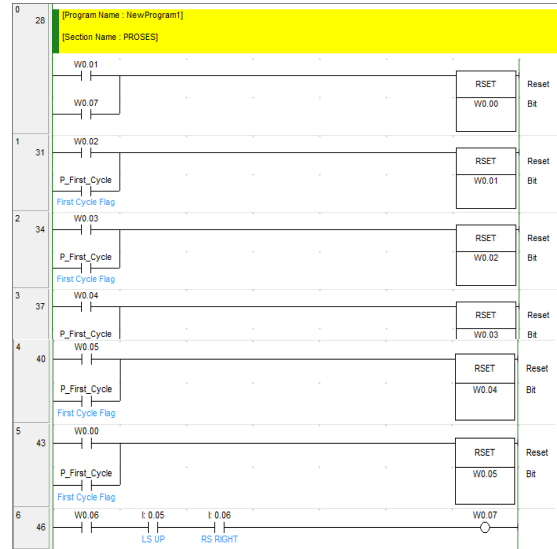 0
28
[Program Name : NewProgram1]
[Section Name : PROSES]
W0.01
RSET Reset
W0.07
W0.00 Bit
1
31
W0.02
RSET Reset
P_First_Cycle
W0.01 Bit
First Cycle Flag
2
34
W0.03
RSET Reset
P_First_Cycle
W0.02 Bit
First Cycle Flag
3
37
W0.04
RSET Reset
P_First_Cycle
W0.03 Bit
4
40
W0.05
RSET Reset
P_First_Cycle
W0.04 Bit
First Cycle Flag
5
43
W0.00
RSET Reset
P_First_Cycle
W0.05 Bit
First Cycle Flag
6
46
W0.06 I: 0.05 I: 0.06 W0.07
LS UP RS RIGHT